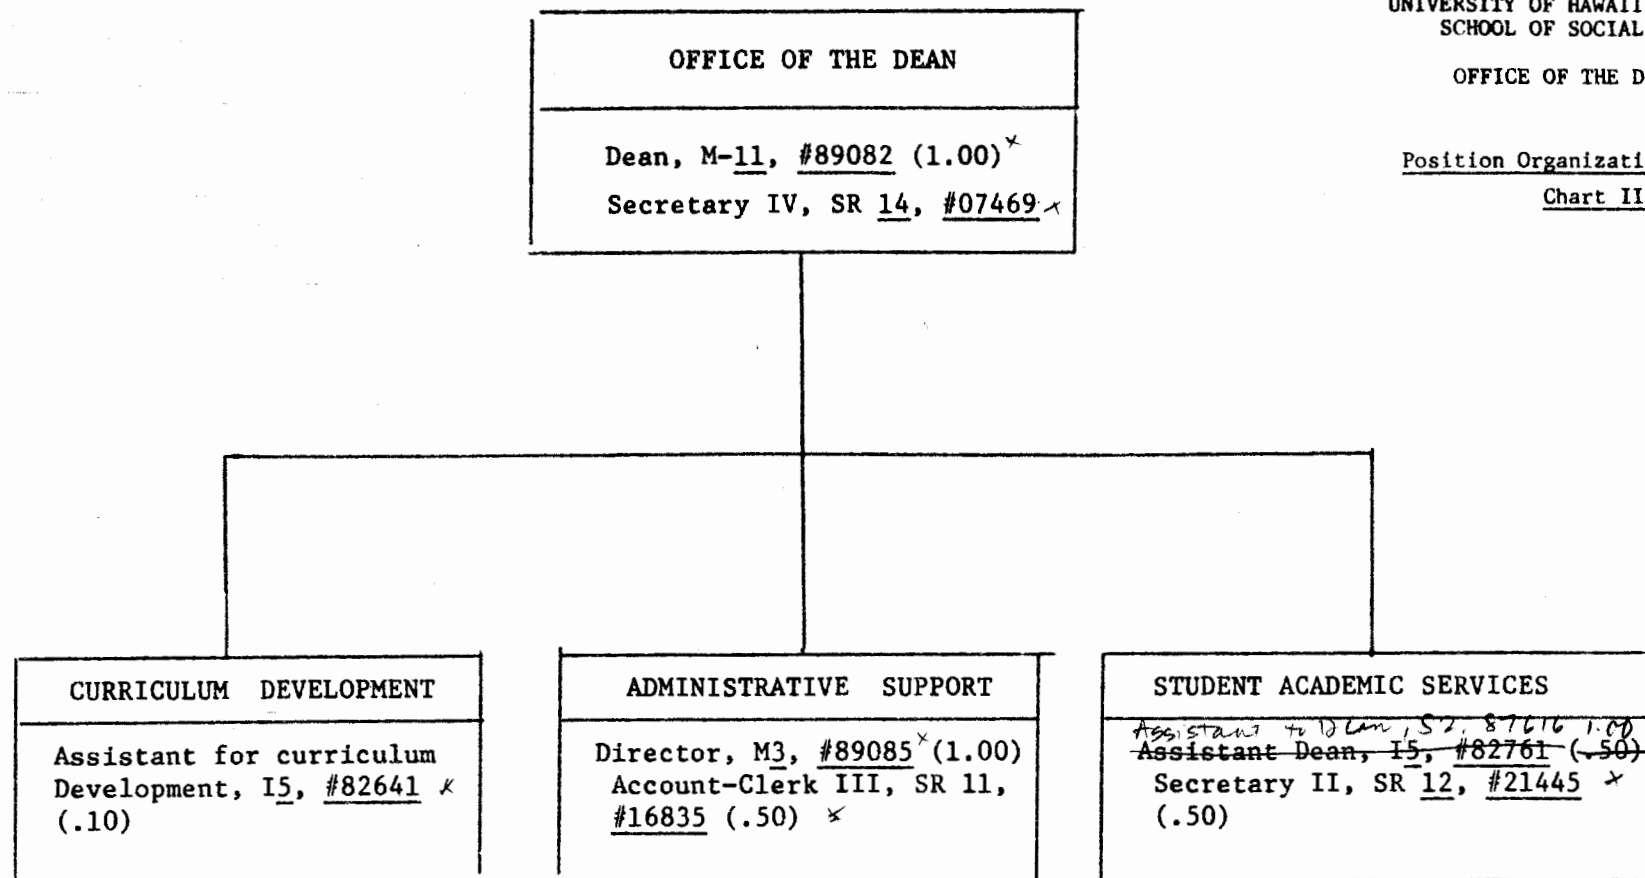 UNIVERSITY OF HAWAII
SCHOOL OF SOCIAL
OFFICE OF THE D
Position Organizati
Chart II
OFFICE OF THE DEAN
Dean, M-11, #89082 (1.00) x
Secretary IV, SR 14, #07469 x
CURRICULUM DEVELOPMENT
Assistant for curriculum
Development, I5, #82641 x
(.10)
ADMINISTRATIVE SUPPORT
Director, M3, #89085 x (1.00)
Account-Clerk III, SR 11,
#16835 (.50) x
STUDENT ACADEMIC SERVICES
Assistant to Dean, S2, 87616 1.00
Assistant Dean, I5, #82761 (.50)
Secretary II, SR 12, #21445 x
(.50)